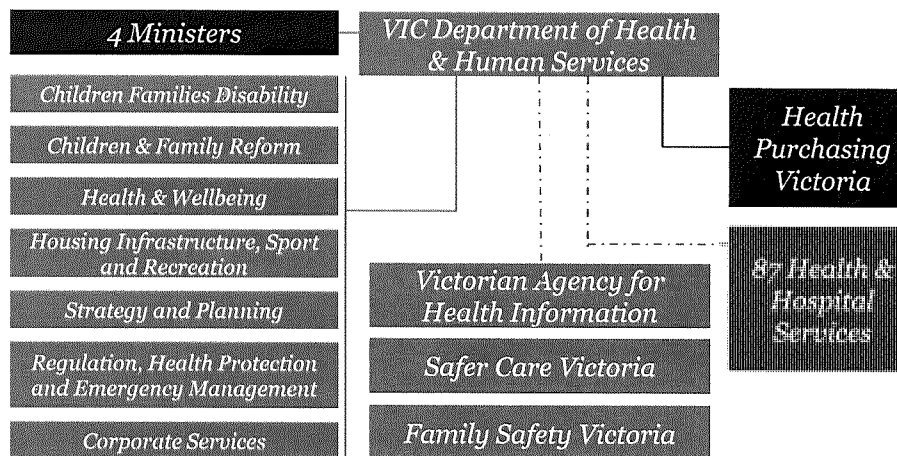 4 Ministers
VIC Department of Health
& Human Services
Children Families Disability
Children & Family Reform
Health & Wellbeing
Housing Infrastructure, Sport
and Recreation
Strategy and Planning
Regulation, Health Protection
and Emergency Management
Corporate Services
Victorian Agency for
Health Information
Safer Care Victoria
Family Safety Victoria
Health
Purchasing
Victoria
87 Health &
Hospital
Services